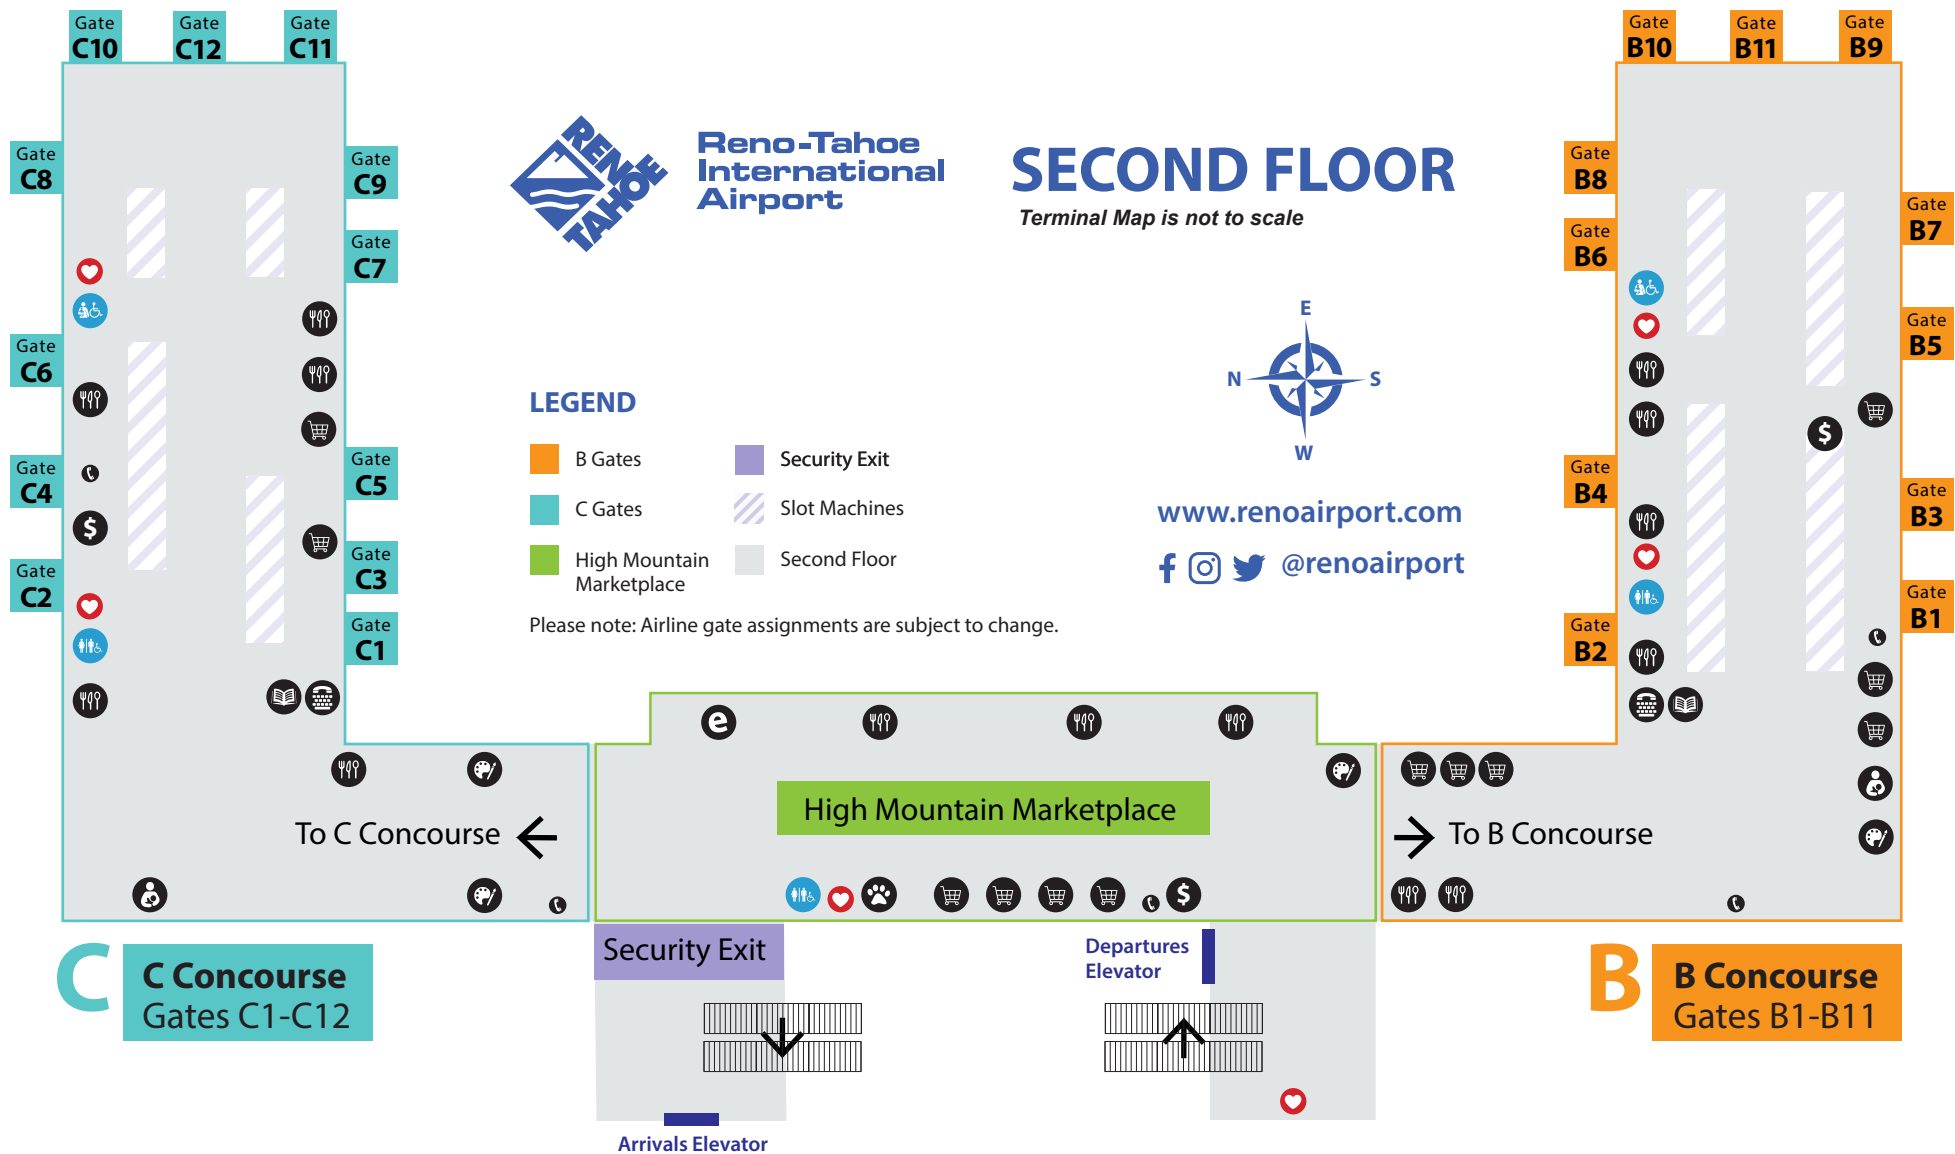 Gate
C10
Gate
C12
Gate
C11
Gate
B10
Gate
B11
Gate
B9
Gate
C8
Gate
C9
Gate
C7
Gate
C6
Gate
C4
Gate
C5
Gate
C2
Gate
C3
Gate
C1
RENO
TAHOE
Reno-Tahoe
International
Airport
SECOND FLOOR
Terminal Map is not to scale
Gate
B8
Gate
B6
Gate
B7
Gate
B5
Gate
B4
Gate
B3
Gate
B2
Gate
B1
E
N
S
W
LEGEND
B Gates
C Gates
High Mountain
Marketplace
Security Exit
Slot Machines
Second Floor
Please note: Airline gate assignments are subject to change.
www.renoairport.com
@renoairport
$
$
e
High Mountain Marketplace
To C Concourse
To B Concourse
$
Security Exit
Departures
Elevator
Arrivals Elevator
C
C Concourse
Gates C1-C12
B
B Concourse
Gates B1-B11